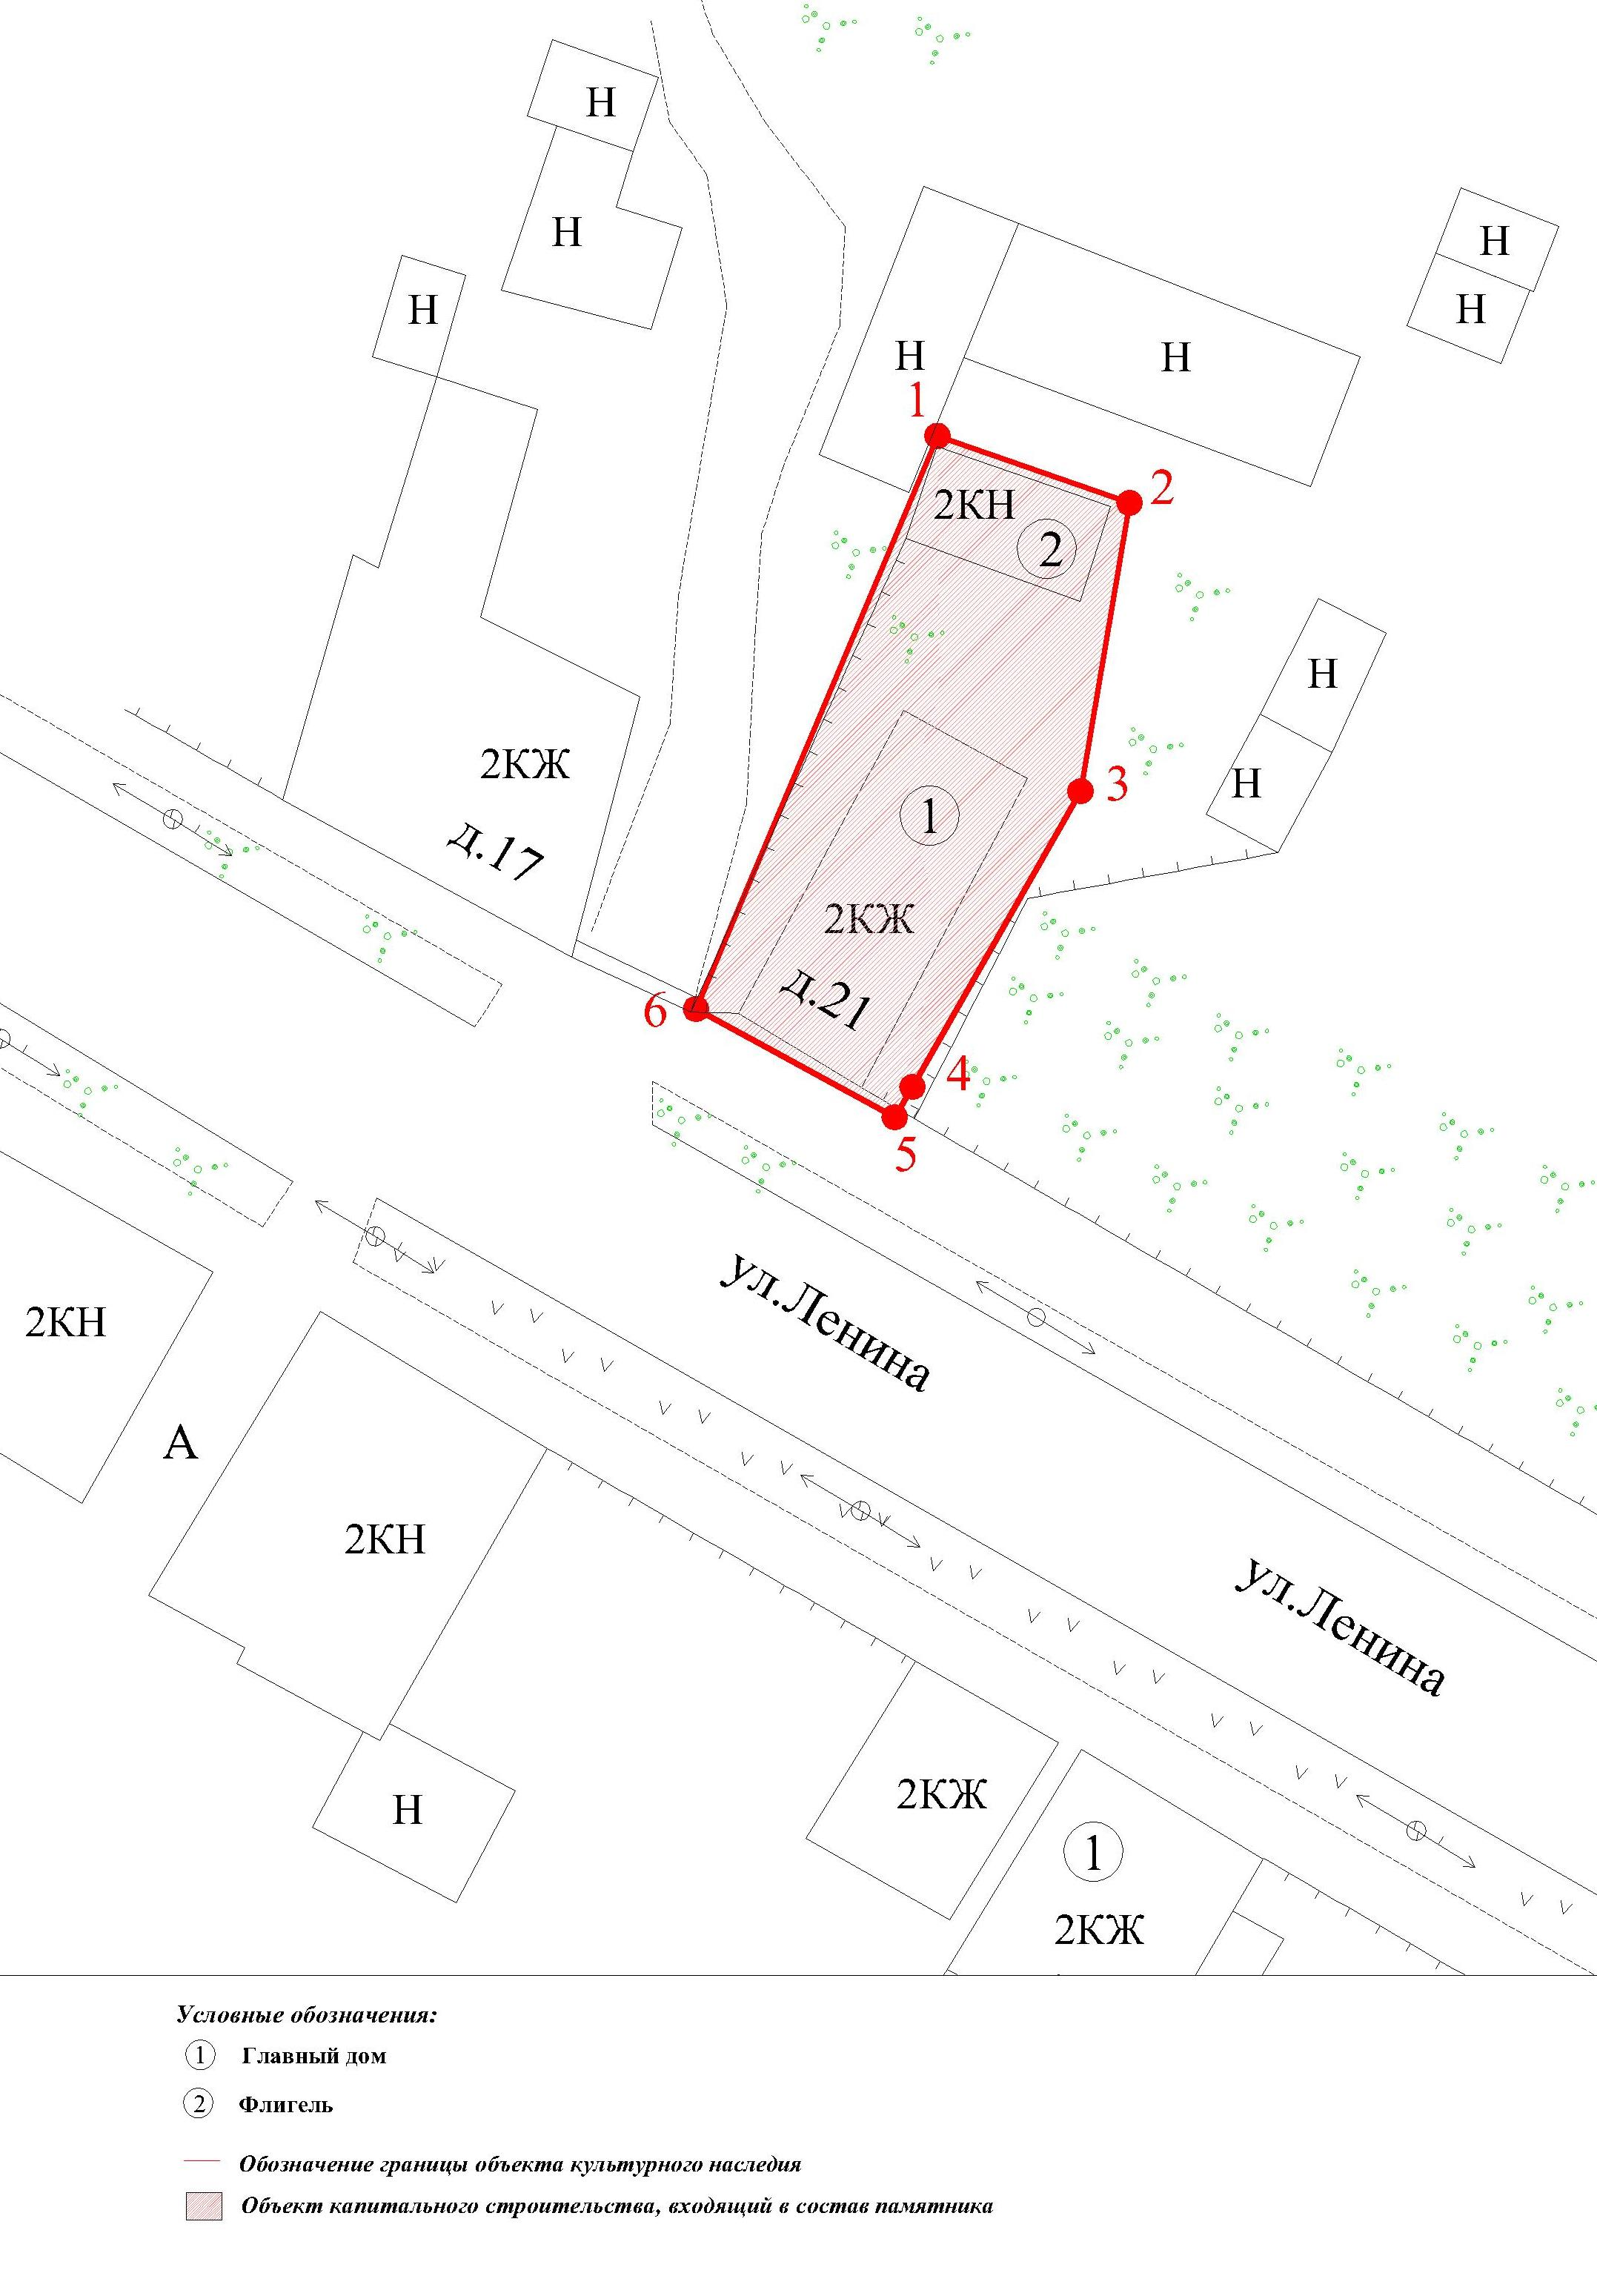 Н
Н
Н
Н
Н
Н
Н
1
2
2КН
2
Н
Н
2КЖ
д.17
3
1
2КЖ
д.21
6
4
5
ул.Ленина
2КН
А
2КН
ул.Ленина
Н
2КЖ
1
2КЖ
Условные обозначения:
1 Главный дом
2 Флигель
Обозначение границы объекта культурного наследия
Объект капитального строительства, входящий в состав памятника